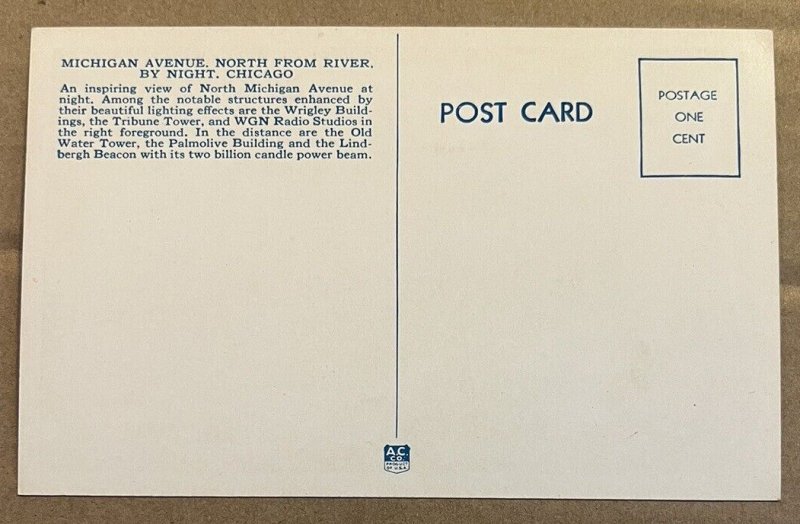 MICHIGAN AVENUE, NORTH FROM RIVER,
BY NIGHT, CHICAGO
An inspiring view of North Michigan Avenue at
night. Among the notable structures enhanced by
their beautiful lighting effects are the Wrigley Build-
ings, the Tribune Tower, and WGN Radio Studios in
the right foreground. In the distance are the Old
Water Tower, the Palmolive Building and the Lind-
bergh Beacon with its two billion candle power beam.
POST CARD
POSTAGE
ONE
CENT
A.C.
CO.
PRODUCT
OF U.S.A.